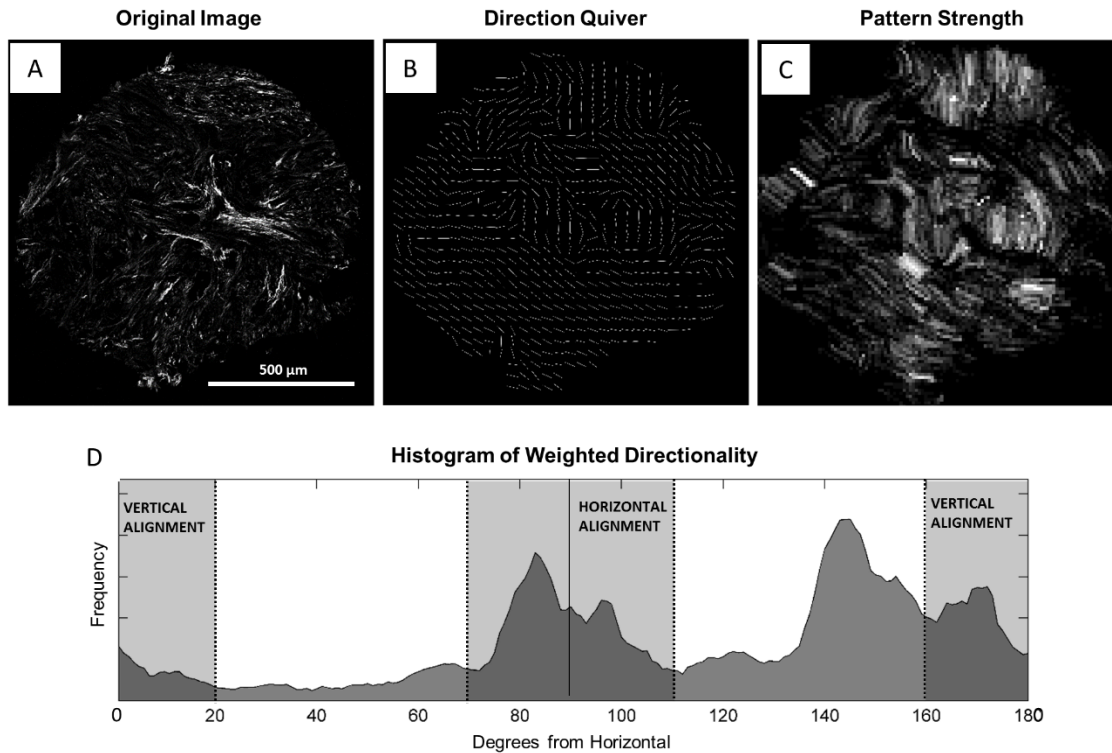 Original Image
Direction Quiver
Pattern Strength
A
B
C
500 µm
D
Histogram of Weighted Directionality
VERTICAL
ALIGNMENT
HORIZONTAL
ALIGNMENT
VERTICAL
ALIGNMENT
Frequency
0 20 40 60 80 100 120 140 160 180
Degrees from Horizontal